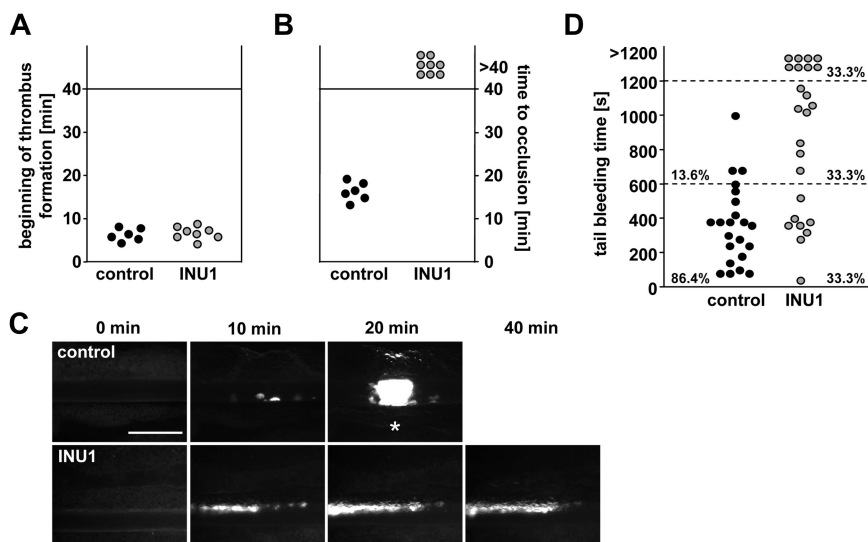 A
beginning of thrombus
formation [min]
40
30
20
10
0
control
INU1
B
>40
40
30
20
10
0
time to occlusion [min]
control
INU1
D
tail bleeding time [s]
>1200
1200
1000
800
600
400
200
0
33.3%
13.6%
33.3%
86.4%
33.3%
control
INU1
C
0 min
10 min
20 min
40 min
control
*
INU1